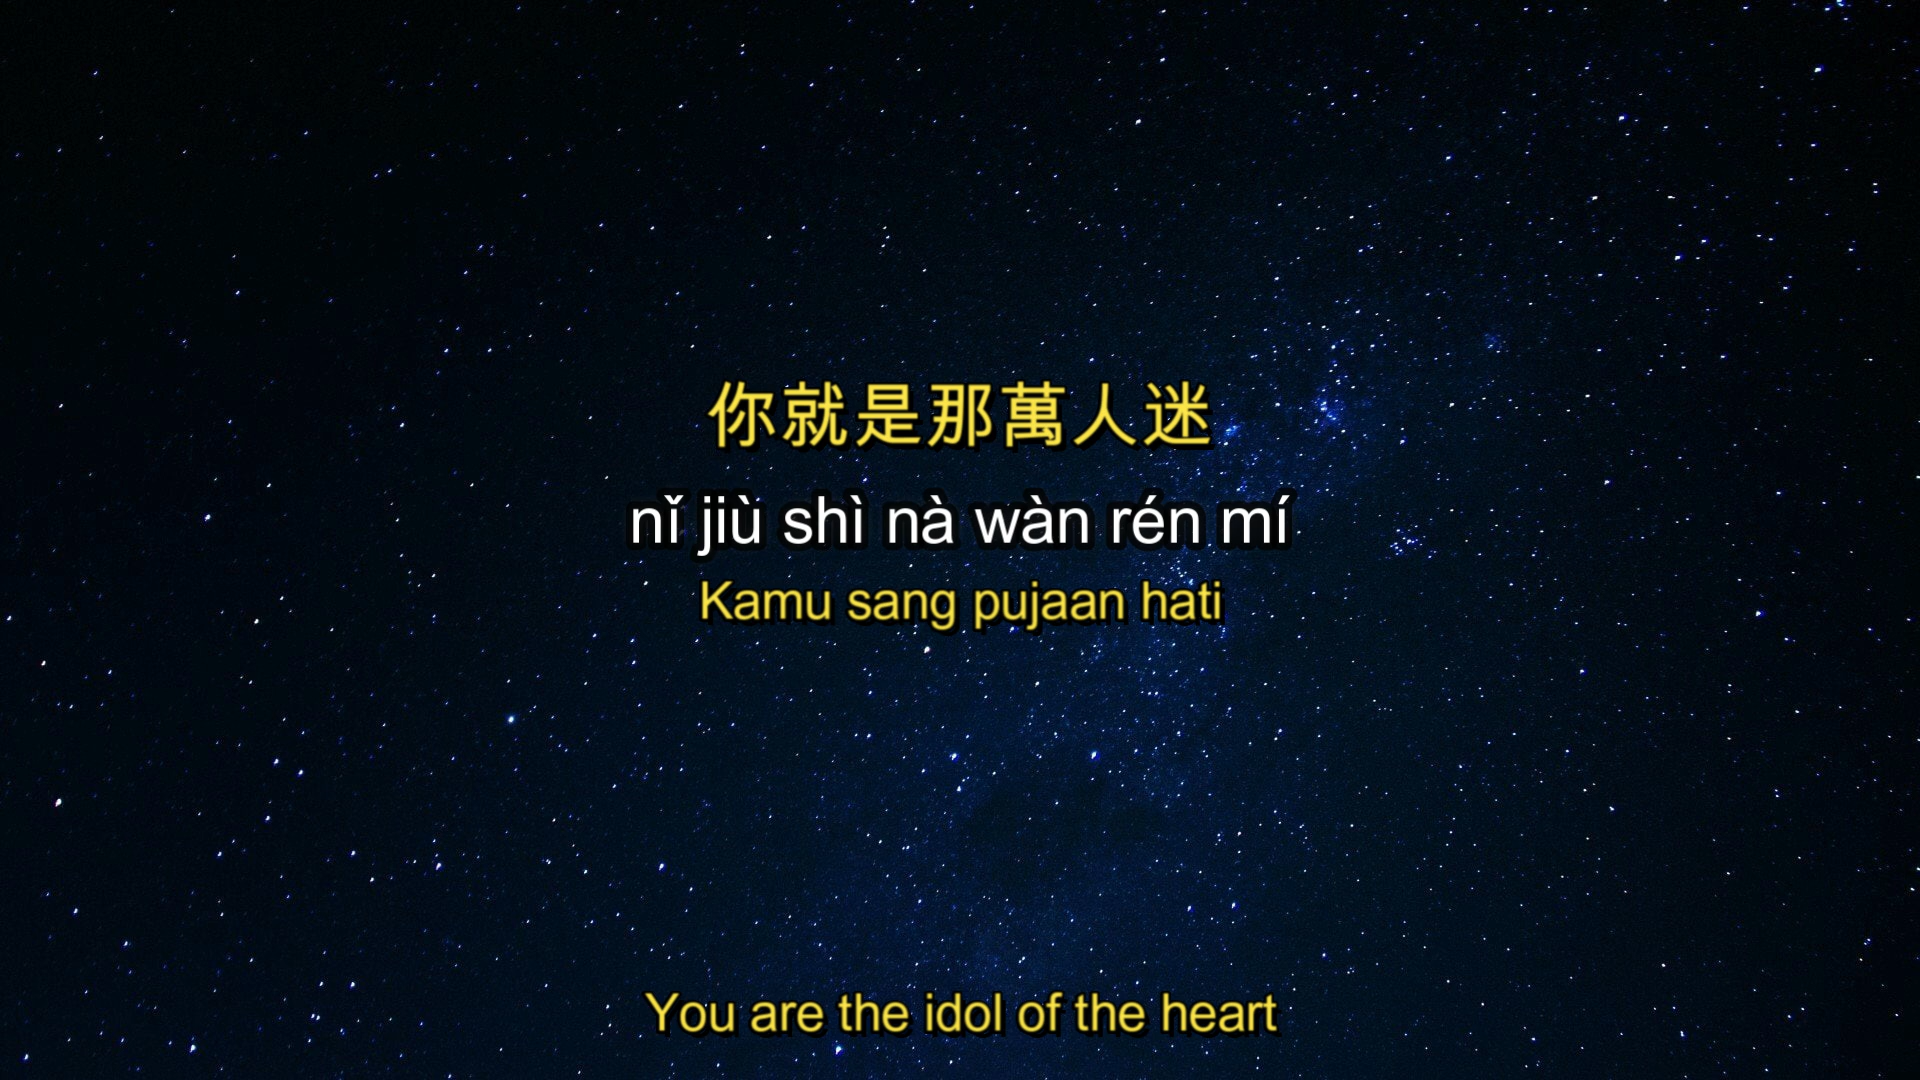 你就是那萬人迷
nǐ jiù shì nà wàn rén mí
Kamu sang pujaan hati
You are the idol of the heart